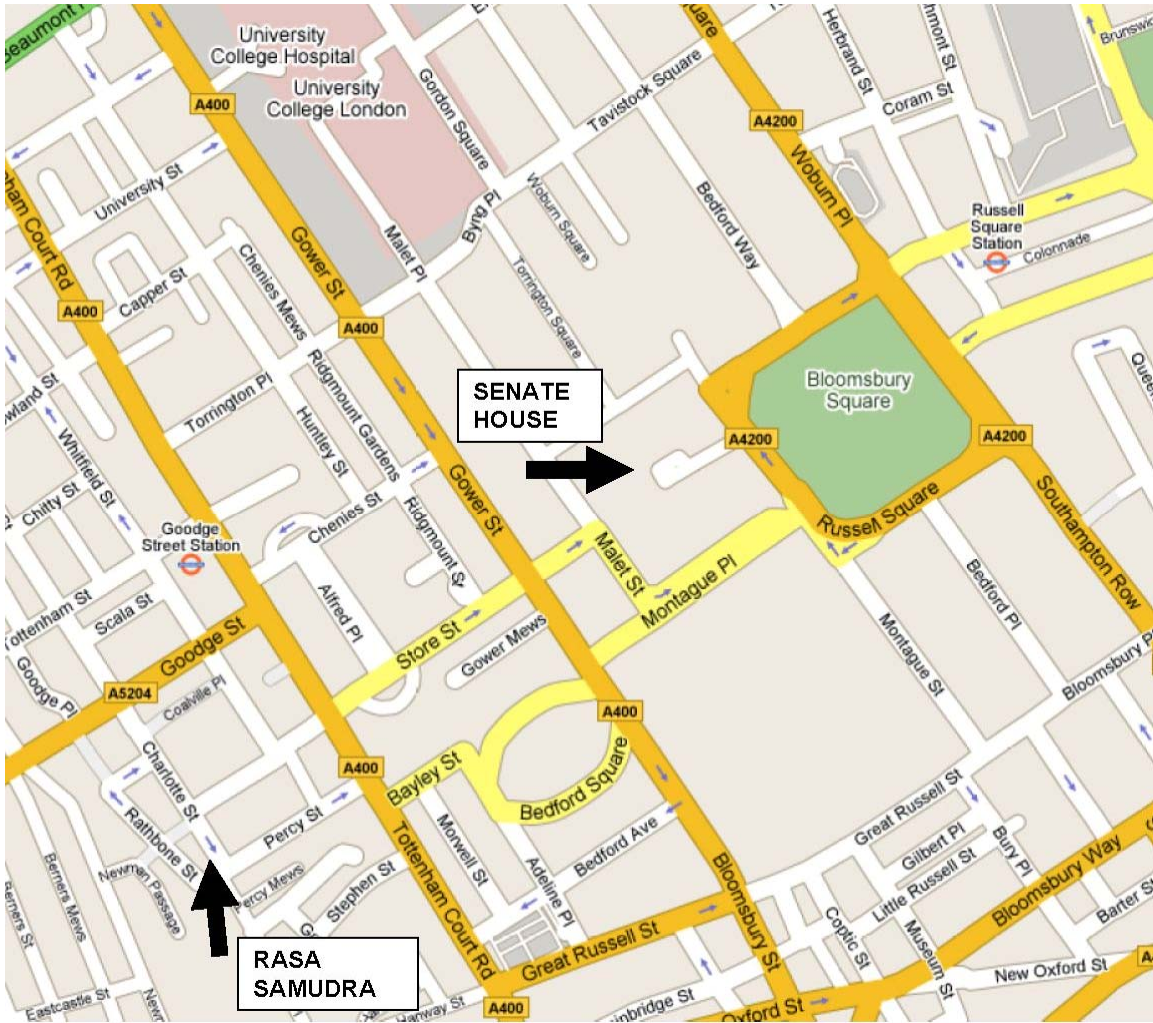 Beaumont
University
College Hospital
University
College London
Gordon Square
Tavistock Square
Square
Herbrand St
Coram St
A400
A4200
Woburn Pl
University St
Court Rd
Gower St
Malet Pl
Byng Pl
Woburn Square
Bedford Way
Russell
Square
Station
Colonnade
Capper St
Chenies Mews
A400
A400
Torrington Square
SENATE
HOUSE
Bloomsbury
Square
A4200
A4200
Torrington Pl
Ridgmount Gardens
Huntley St
Whitfield St
Chitty St
Goodge
Street Station
Chenies St
Ridgmount St
Gower St
Russell Square
Southampton Row
Malet St
Montague Pl
Alfred Pl
Store St
Gower Mews
Scala St
Tottenham St
Goodge St
Goodge Pl
A5204
Coalville Pl
Bedford Pl
Montague St
A400
A400
Bayley St
Bedford Square
Charlotte St
Rathbone St
Percy St
Percy Mews
Stephen St
Newman Passage
Berners Mews
Berners St
Eastcastle St
Tottenham Court Rd
Morwell St
Adeline Pl
Bedford Ave
Bloomsbury St
Great Russell St
Great Russell St
Gilbert Pl
Little Russell St
Bury Pl
Bloomsbury Way
Barter St
Coptic St
Museum St
New Oxford St
Oxford St
A400
RASA
SAMUDRA